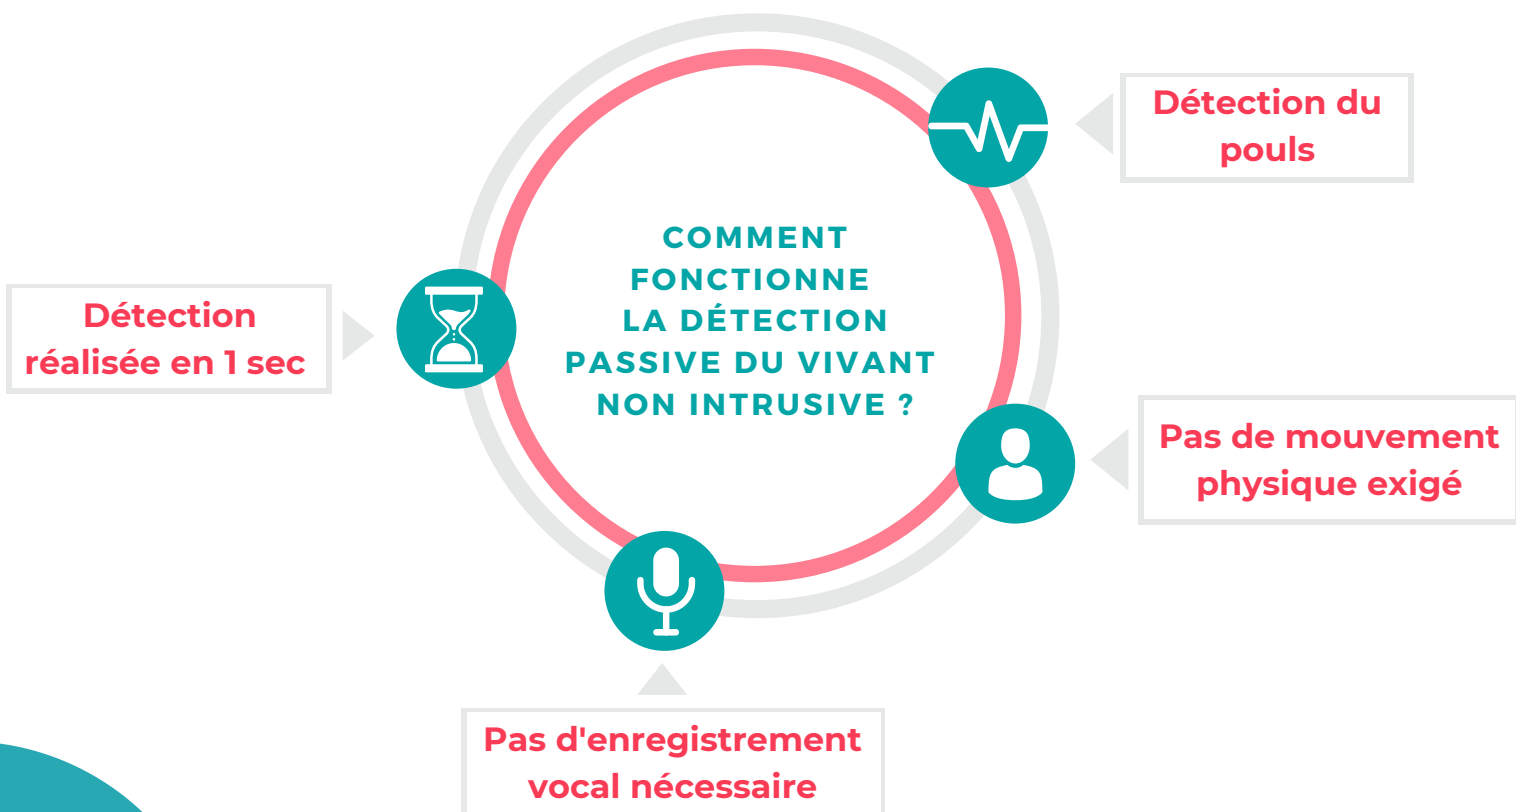 COMMENT
FONCTIONNE
LA DÉTECTION
PASSIVE DU VIVANT
NON INTRUSIVE ?
Détection du
pouls
Pas de mouvement
physique exigé
Pas d'enregistrement
vocal nécessaire
Détection
réalisée en 1 sec